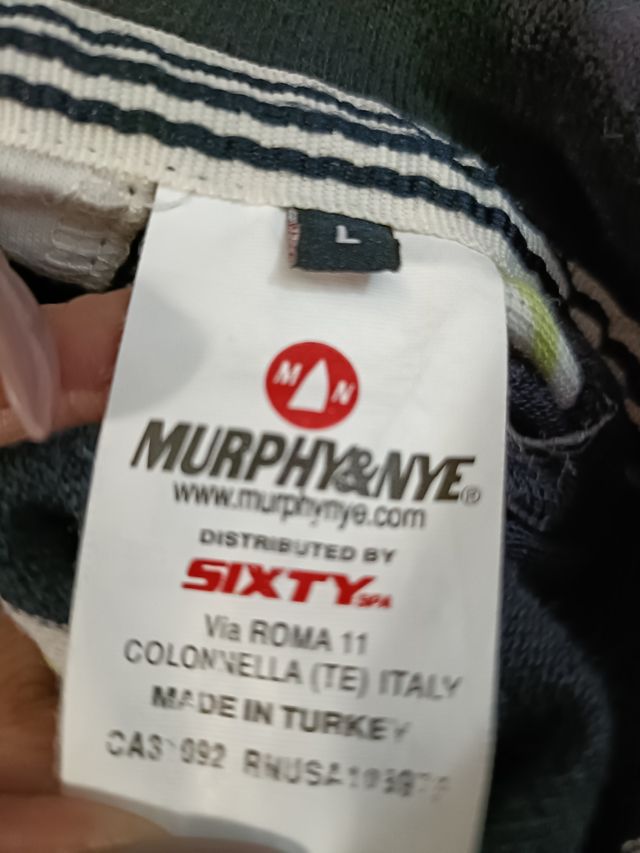 L
M N
MURPHY&NYE®
www.murphynye.com
DISTRIBUTED BY
SIXTY SPA
Via ROMA 11
COLONNELLA (TE) ITALY
MADE IN TURKEY